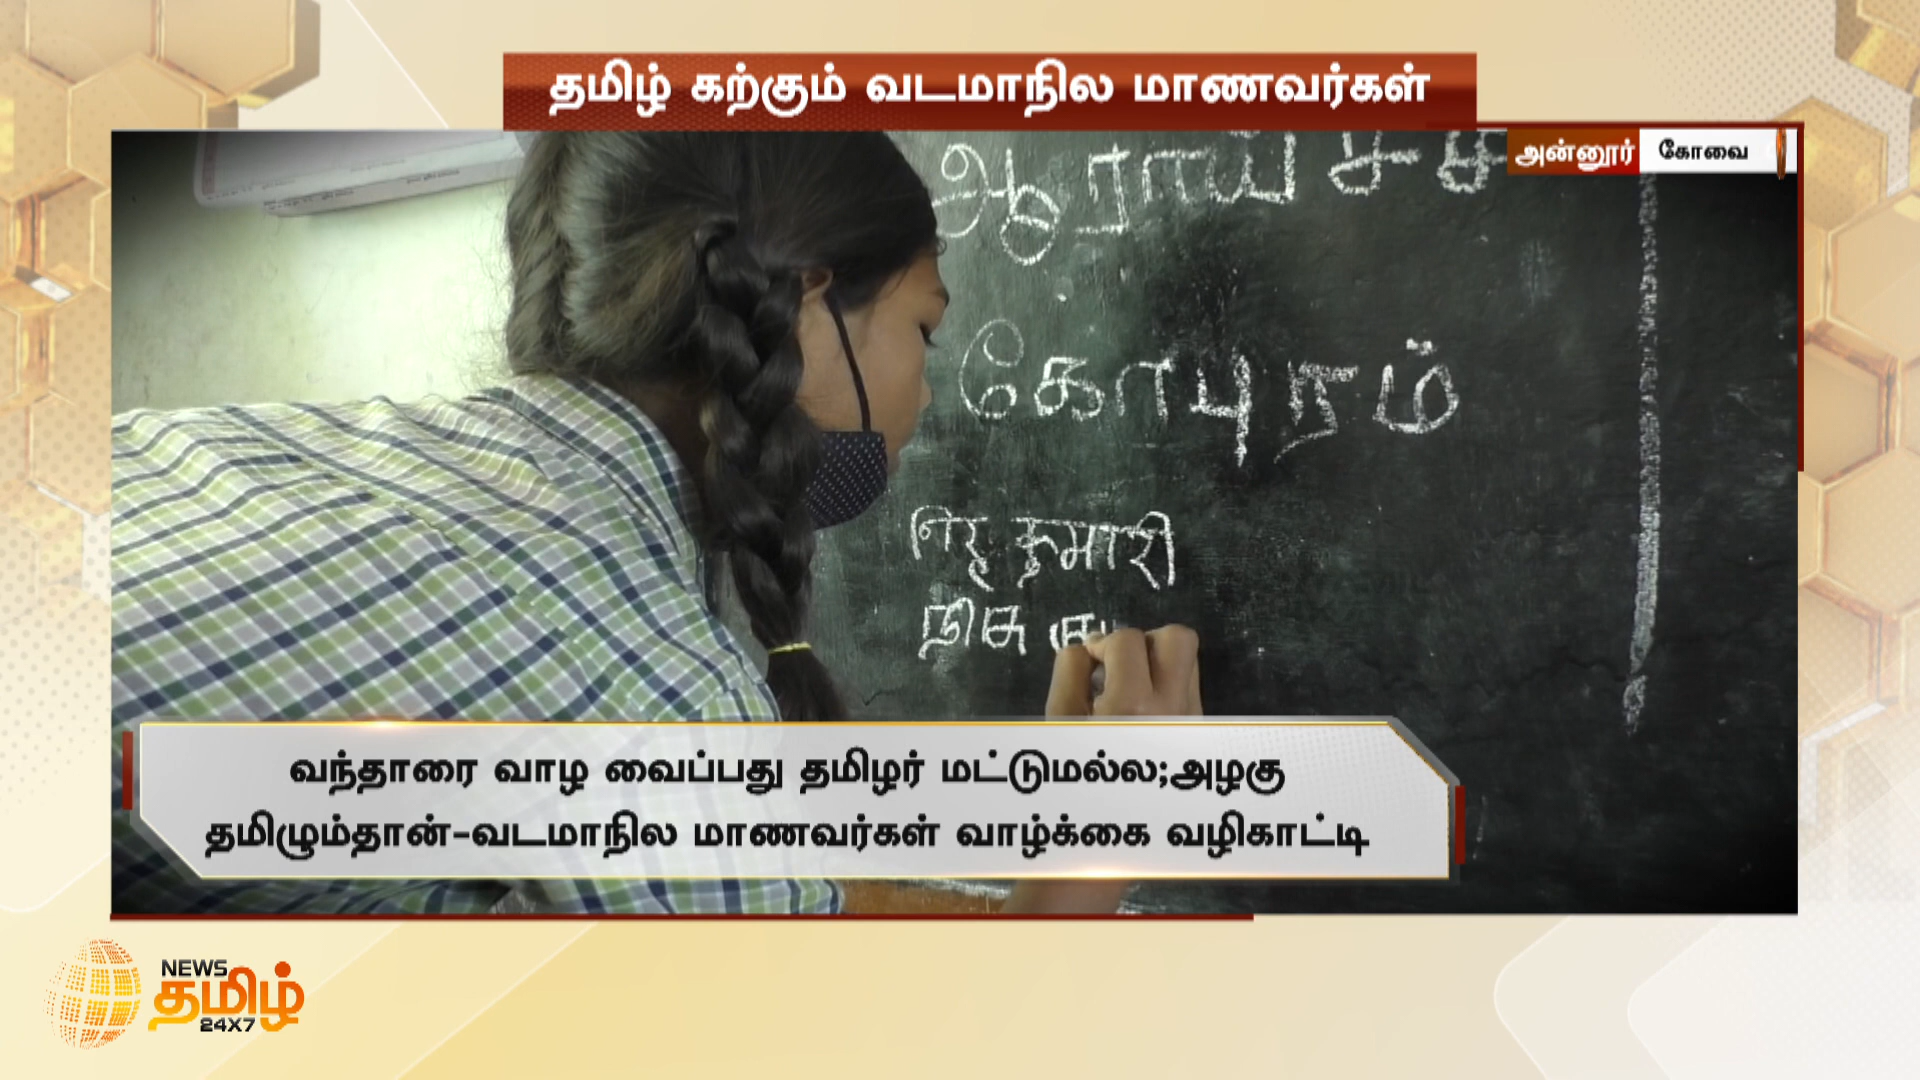 தமிழ் கற்கும் வடமாநில மாணவர்கள்
அன்னூர் கோவை
ஆராய்ச்சி
கோபுரம்
குமாரி
வந்தாரை வாழ வைப்பது தமிழர் மட்டுமல்ல;அழகு
தமிழும்தான்-வடமாநில மாணவர்கள் வாழ்க்கை வழிகாட்டி
NEWS
தமிழ்
24X7